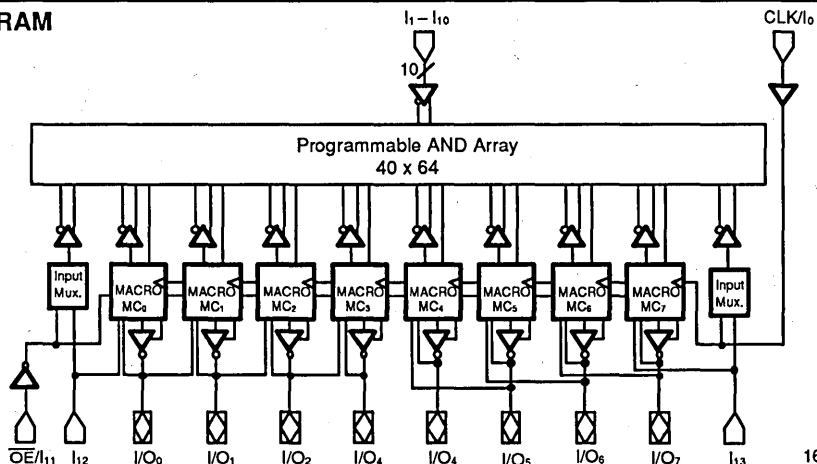 RAM
I₁ – I₁₀
CLK/I₀
10
Programmable AND Array
40 x 64
Input
Mux.
MACRO
MC₀
MACRO
MC₁
MACRO
MC₂
MACRO
MC₃
MACRO
MC₄
MACRO
MC₅
MACRO
MC₆
MACRO
MC₇
Input
Mux.
O̅E̅/I₁₁ I₁₂ I/O₀ I/O₁ I/O₂ I/O₄ I/O₄ I/O₅ I/O₆ I/O₇ I₁₃ 16